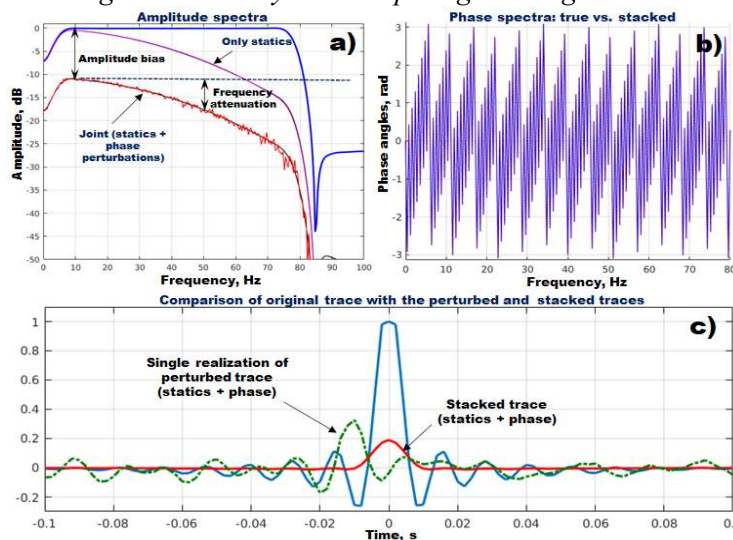 Amplitude spectra
Phase spectra: true vs. stacked
a)
b)
Only statics
Amplitude bias
Frequency
attenuation
Joint (statics +
phase
perturbations)
Amplitude, dB
0
-5
-10
-15
-20
-25
-30
-35
-40
-45
-50
0 10 20 30 40 50 60 70 80 90 100
Frequency, Hz
Phase angles, rad
3
2
1
0
-1
-2
-3
0 10 20 30 40 50 60 70 80
Frequency, Hz
Comparison of original trace with the perturbed and stacked traces
c)
Single realization of
perturbed trace
(statics + phase)
Stacked trace
(statics + phase)
1
0.8
0.6
0.4
0.2
0
-0.2
-0.1 -0.08 -0.06 -0.04 -0.02 0 0.02 0.04 0.06 0.08 0.
Time, s